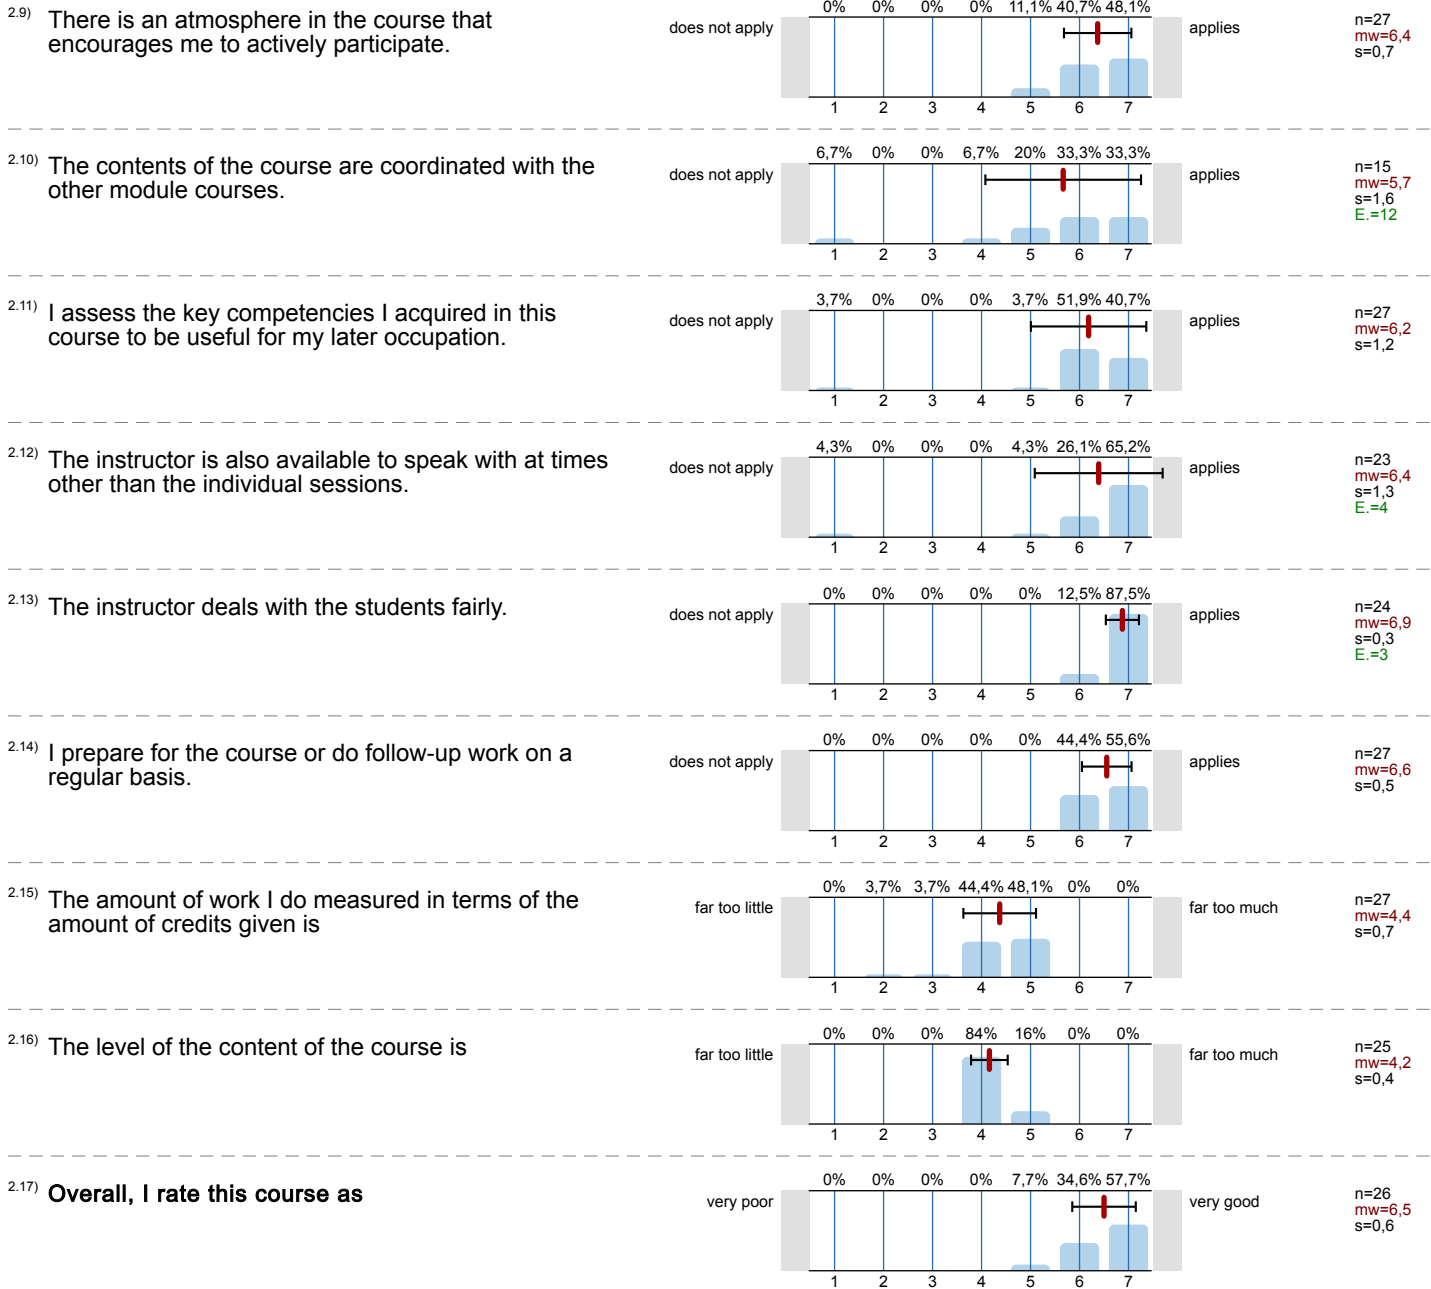 2.9) There is an atmosphere in the course that
encourages me to actively participate.
does not apply
applies
0% 0% 0% 0% 11,1% 40,7% 48,1%
1 2 3 4 5 6 7
n=27
mw=6,4
s=0,7
2.10) The contents of the course are coordinated with the
other module courses.
does not apply
applies
6,7% 0% 0% 6,7% 20% 33,3% 33,3%
1 2 3 4 5 6 7
n=15
mw=5,7
s=1,6
E.=12
2.11) I assess the key competencies I acquired in this
course to be useful for my later occupation.
does not apply
applies
3,7% 0% 0% 0% 3,7% 51,9% 40,7%
1 2 3 4 5 6 7
n=27
mw=6,2
s=1,2
2.12) The instructor is also available to speak with at times
other than the individual sessions.
does not apply
applies
4,3% 0% 0% 0% 4,3% 26,1% 65,2%
1 2 3 4 5 6 7
n=23
mw=6,4
s=1,3
E.=4
2.13) The instructor deals with the students fairly.
does not apply
applies
0% 0% 0% 0% 0% 12,5% 87,5%
1 2 3 4 5 6 7
n=24
mw=6,9
s=0,3
E.=3
2.14) I prepare for the course or do follow-up work on a
regular basis.
does not apply
applies
0% 0% 0% 0% 0% 44,4% 55,6%
1 2 3 4 5 6 7
n=27
mw=6,6
s=0,5
2.15) The amount of work I do measured in terms of the
amount of credits given is
far too little
far too much
0% 3,7% 3,7% 44,4% 48,1% 0% 0%
1 2 3 4 5 6 7
n=27
mw=4,4
s=0,7
2.16) The level of the content of the course is
far too little
far too much
0% 0% 0% 84% 16% 0% 0%
1 2 3 4 5 6 7
n=25
mw=4,2
s=0,4
2.17) Overall, I rate this course as
very poor
very good
0% 0% 0% 0% 7,7% 34,6% 57,7%
1 2 3 4 5 6 7
n=26
mw=6,5
s=0,6